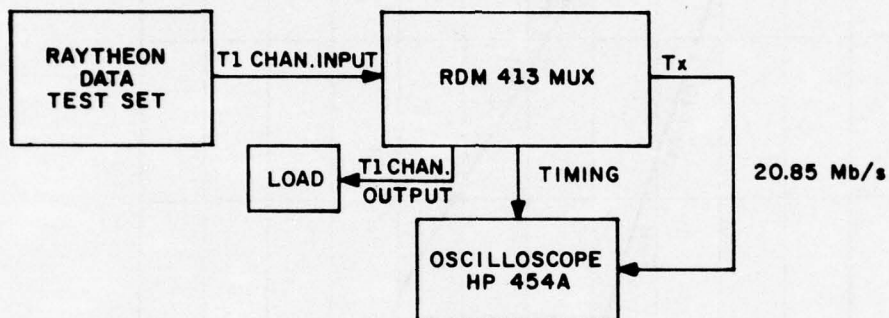 RAYTHEON
DATA
TEST SET
T1 CHAN. INPUT
RDM 413 MUX
Tx
LOAD
T1 CHAN.
OUTPUT
TIMING
20.85 Mb/s
OSCILLOSCOPE
HP 454A